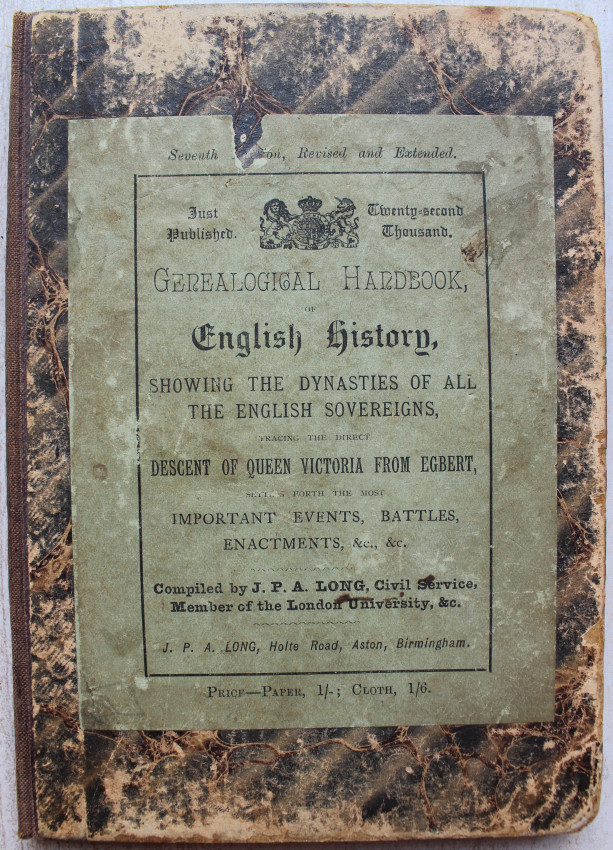 Seventh on, Revised and Extended.
Just Published.
Twenty-second Thousand.
GENEALOGICAL HANDBOOK,
OF
English History,
SHOWING THE DYNASTIES OF ALL
THE ENGLISH SOVEREIGNS,
TRACING THE DIRECT
DESCENT OF QUEEN VICTORIA FROM EGBERT,
FORTH THE MOST
IMPORTANT EVENTS, BATTLES,
ENACTMENTS, &c., &c.
Compiled by J. P. A. LONG, Civil Service,
Member of the London University, &c.
J. P. A. LONG, Holte Road, Aston, Birmingham.
PRICE—PAPER, 1/-; CLOTH, 1/6.